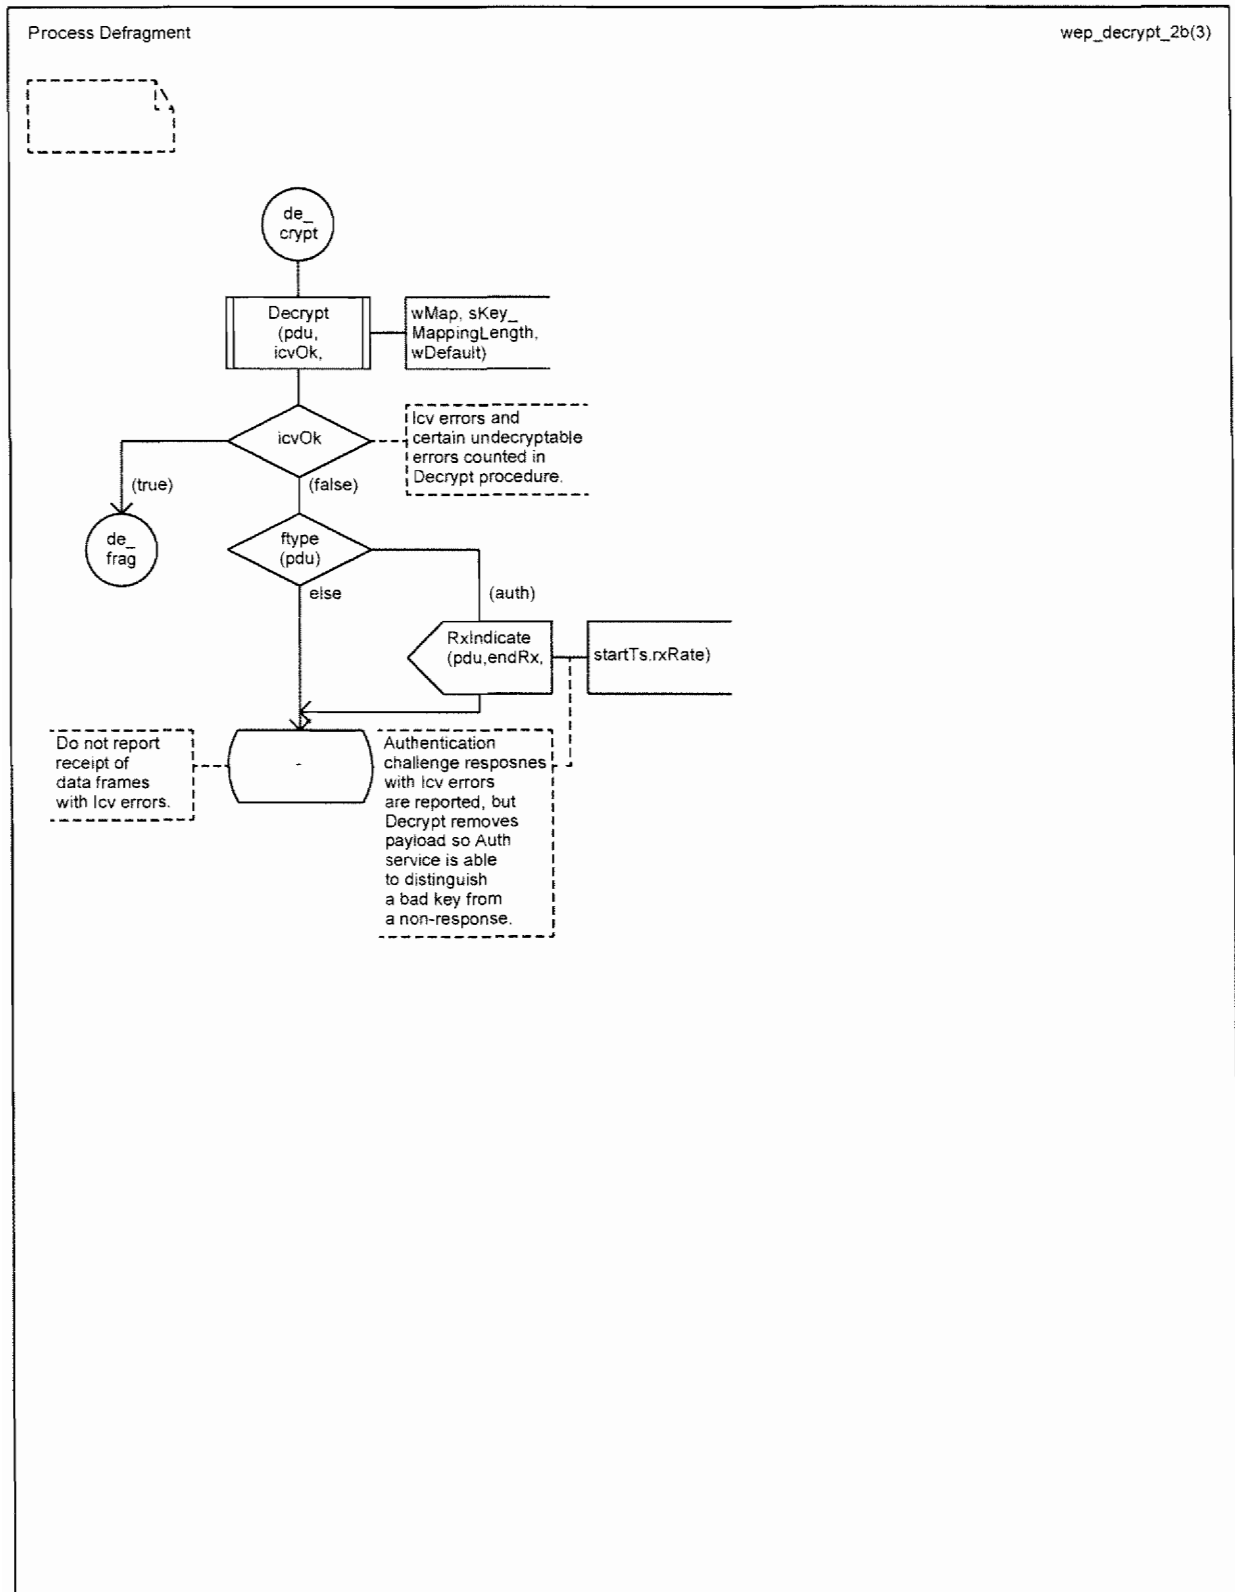 Process Defragment
wep_decrypt_2b(3)
de_
crypt
Decrypt
(pdu,
icvOk,
wMap, sKey_
MappingLength,
wDefault)
icvOk
Icv errors and
certain undecryptable
errors counted in
Decrypt procedure.
(true)
(false)
de_
frag
ftype
(pdu)
else
(auth)
RxIndicate
(pdu,endRx,
startTs.rxRate)
Do not report
receipt of
data frames
with Icv errors.
-
Authentication
challenge resposnes
with Icv errors
are reported, but
Decrypt removes
payload so Auth
service is able
to distinguish
a bad key from
a non-response.